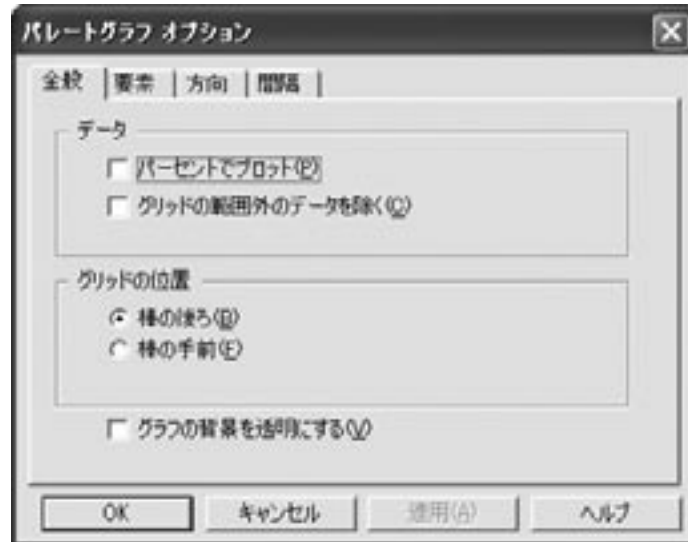 パレートグラフ オプション
全般 要素 方向 間隔
データ
パーセントでプロット(P)
グリッドの範囲外のデータを除く(C)
グリッドの位置
棒の後ろ(B)
棒の手前(F)
グラフの背景を透明にする(V)
OK キャンセル 適用(A) ヘルプ